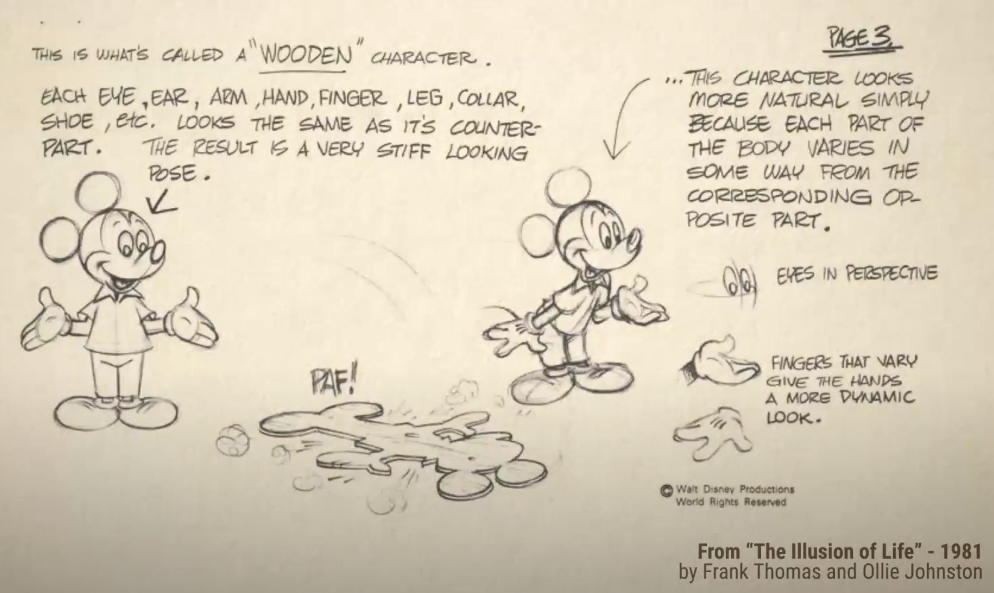 PAGE 3.
THIS IS WHAT'S CALLED A "WOODEN" CHARACTER.
EACH EYE, EAR, ARM, HAND, FINGER, LEG, COLLAR,
SHOE, etc. LOOKS THE SAME AS IT'S COUNTER-
PART. THE RESULT IS A VERY STIFF LOOKING
POSE.
...THIS CHARACTER LOOKS
MORE NATURAL SIMPLY
BECAUSE EACH PART OF
THE BODY VARIES IN
SOME WAY FROM THE
CORRESPONDING OP-
POSITE PART.
EYES IN PERSPECTIVE
FINGERS THAT VARY
GIVE THE HANDS
A MORE DYNAMIC
LOOK.
PAF!
© Walt Disney Productions
World Rights Reserved
From "The Illusion of Life" - 1981
by Frank Thomas and Ollie Johnston